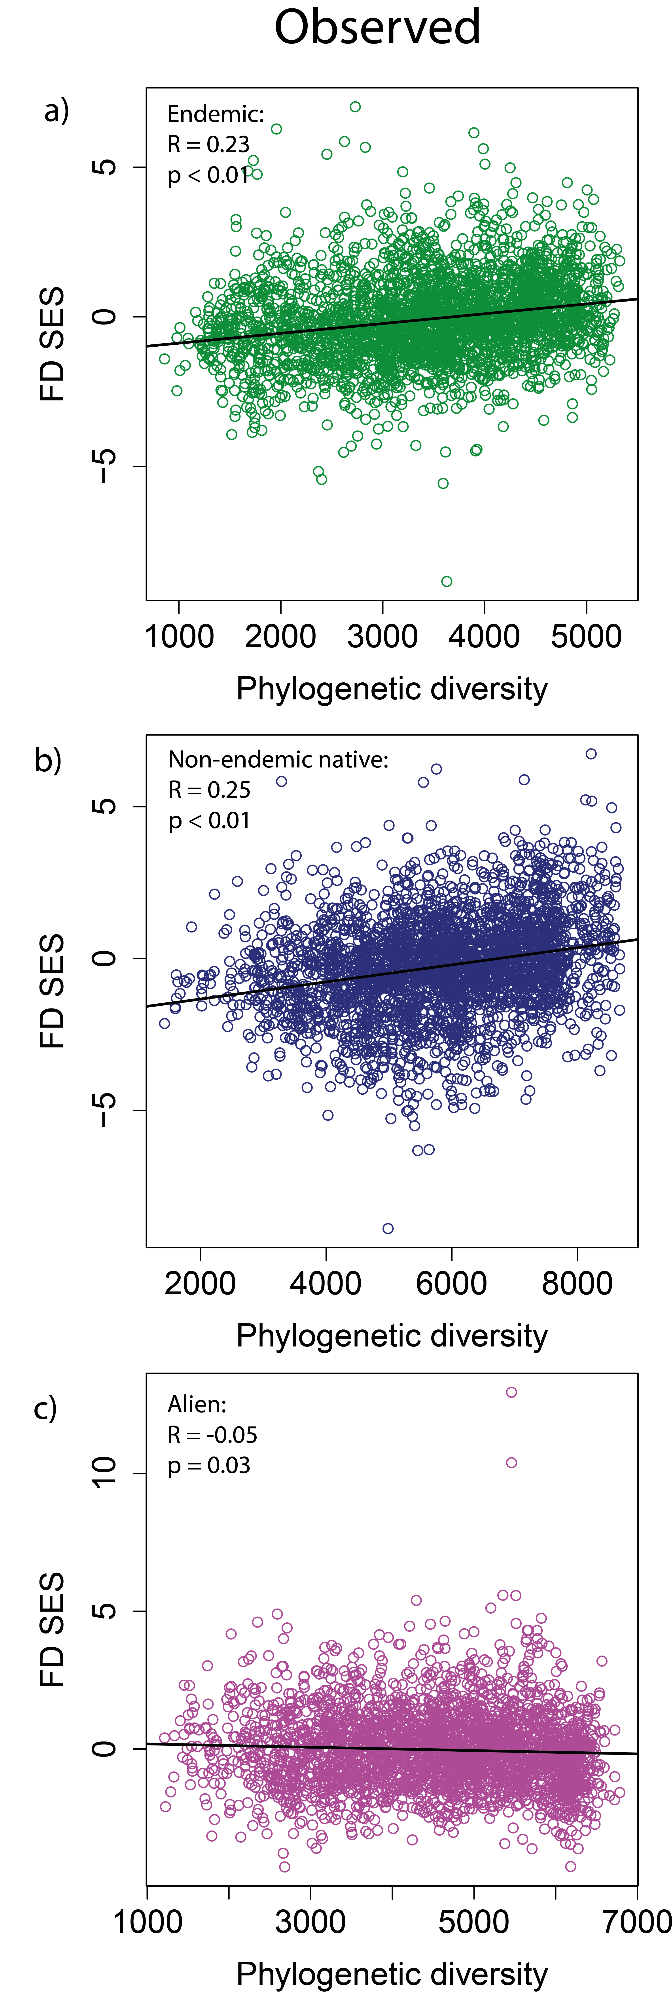 Observed
a)
Endemic:
R = 0.23
p < 0.01
5
0
−5
FD SES
1000 2000 3000 4000 5000
Phylogenetic diversity
b)
Non-endemic native:
R = 0.25
p < 0.01
5
0
−5
FD SES
2000 4000 6000 8000
Phylogenetic diversity
c)
Alien:
R = -0.05
p = 0.03
10
5
0
FD SES
1000 3000 5000 7000
Phylogenetic diversity